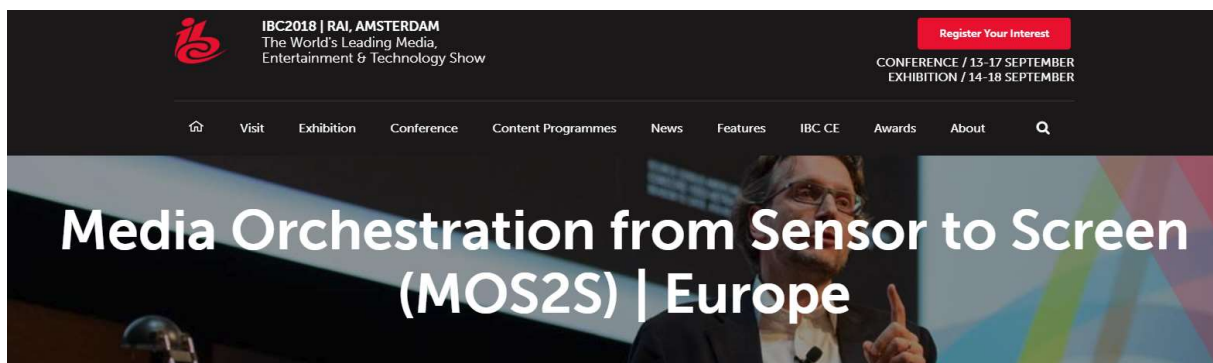 ibc
IBC2018 | RAI, AMSTERDAM
The World's Leading Media,
Entertainment & Technology Show
Register Your Interest
CONFERENCE / 13-17 SEPTEMBER
EXHIBITION / 14-18 SEPTEMBER
Visit Exhibition Conference Content Programmes News Features IBC CE Awards About
Media Orchestration from Sensor to Screen
(MOS2S) | Europe